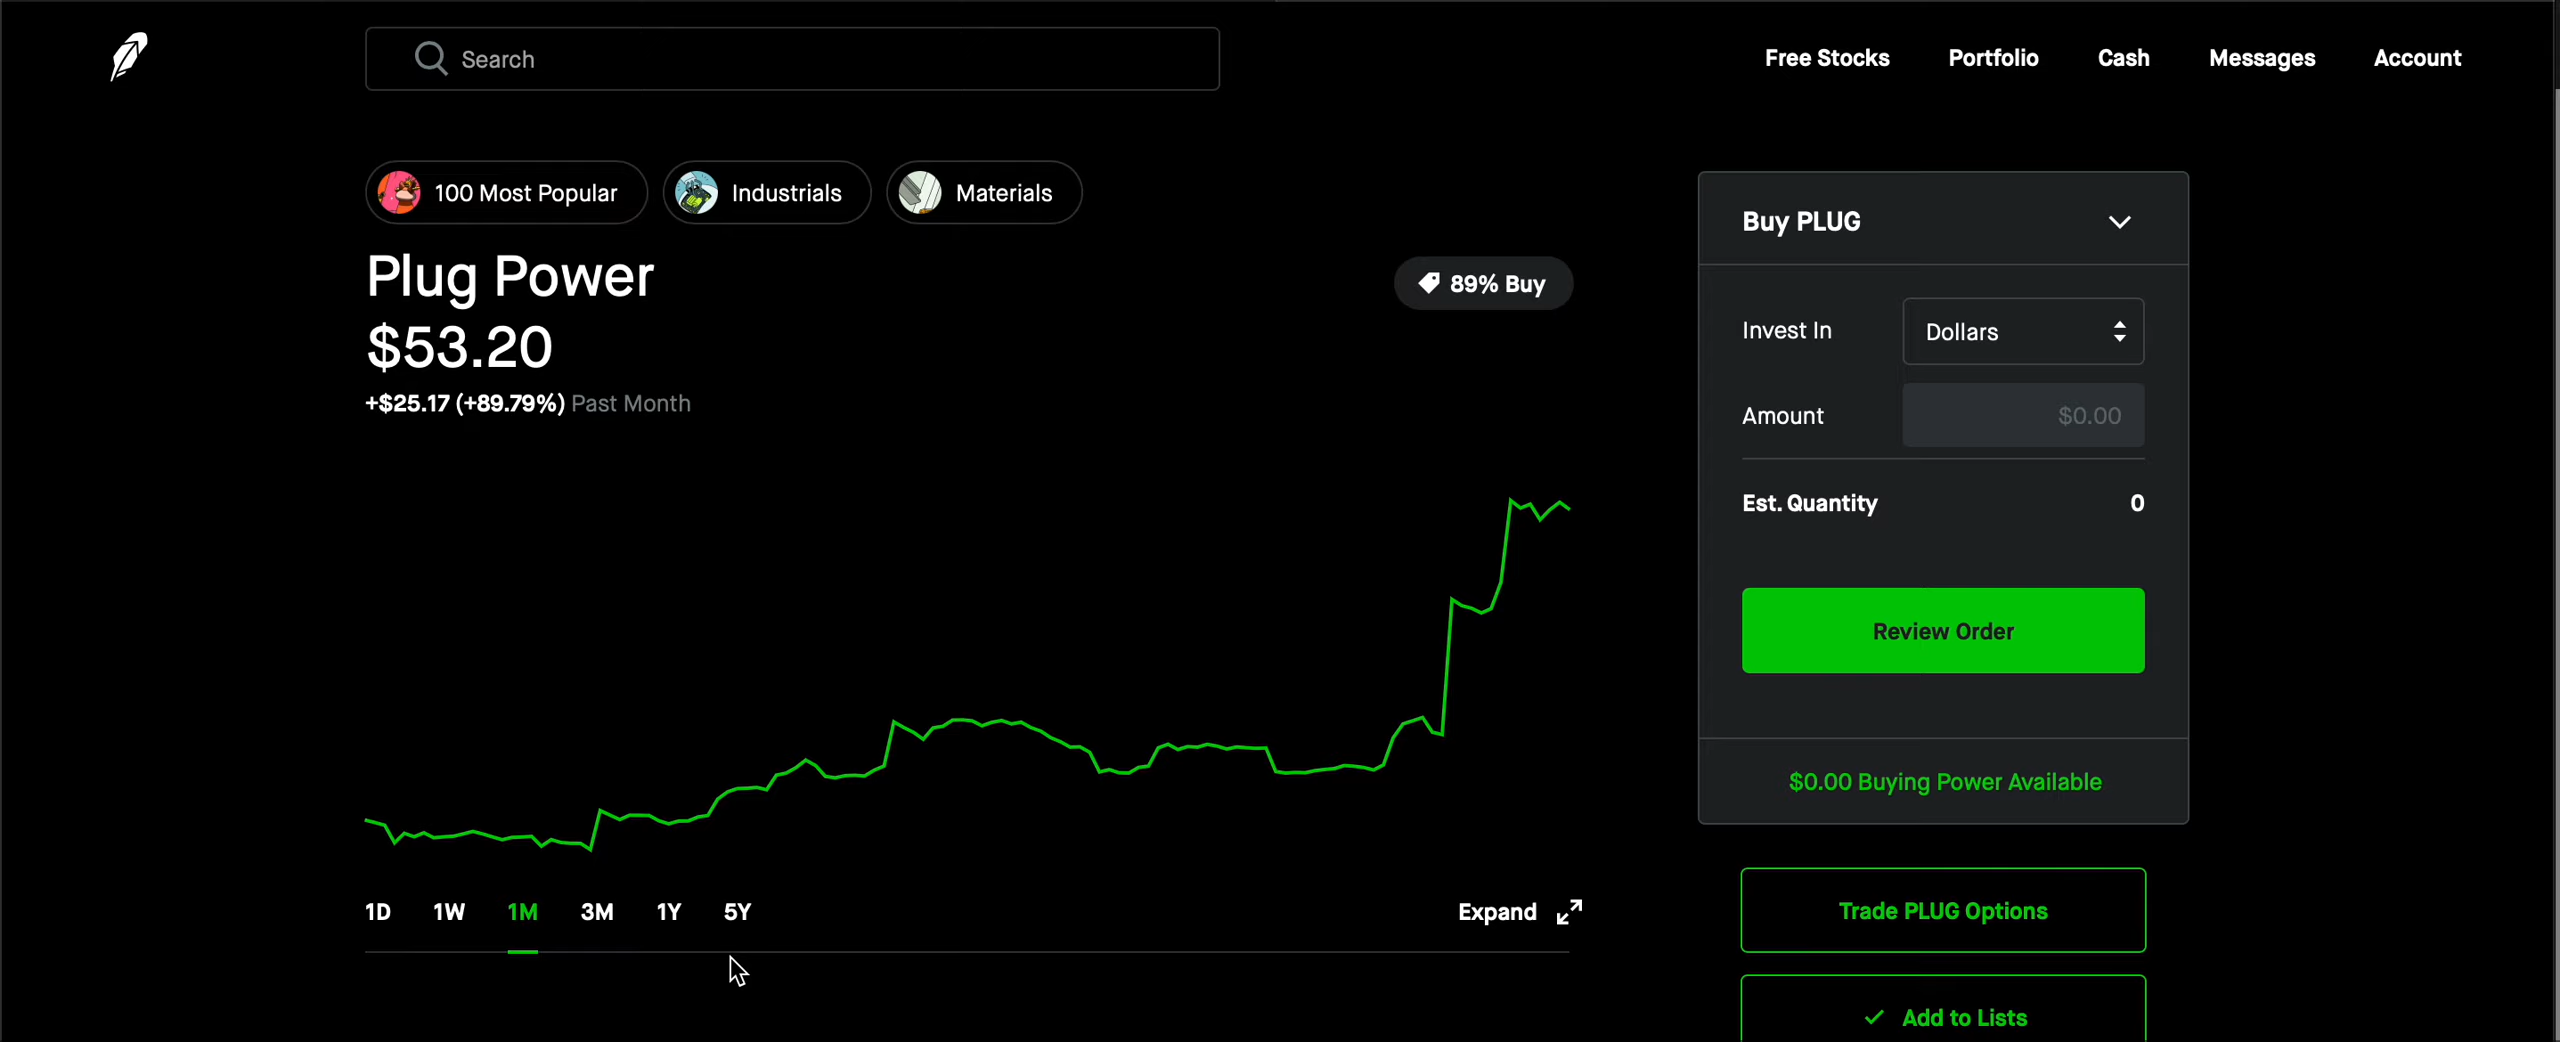 Search
Free Stocks
Portfolio
Cash
Messages
Account
100 Most Popular
Industrials
Materials
Plug Power
$53.20
+$25.17 (+89.79%) Past Month
89% Buy
1D
1W
1M
3M
1Y
5Y
Expand
Buy PLUG
Invest In
Dollars
Amount
$0.00
Est. Quantity
0
Review Order
$0.00 Buying Power Available
Trade PLUG Options
Add to Lists